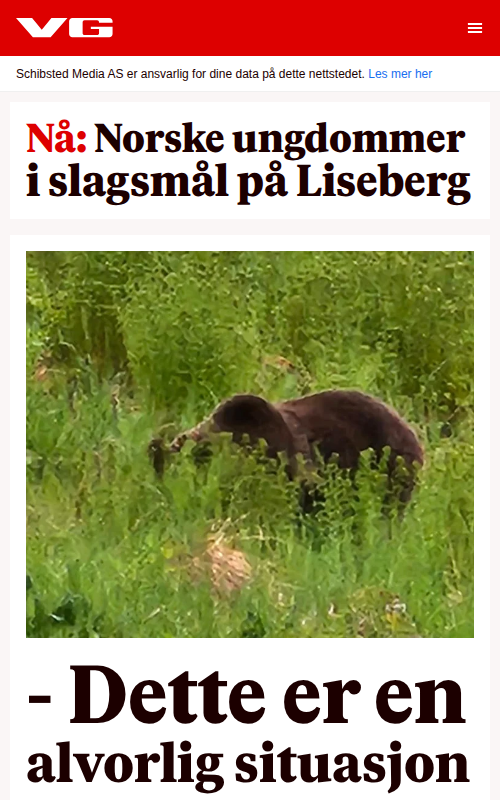 VG
Schibsted Media AS er ansvarlig for dine data på dette nettstedet. Les mer her
Nå: Norske ungdommer
i slagsmål på Liseberg
- Dette er en
alvorlig situasjon